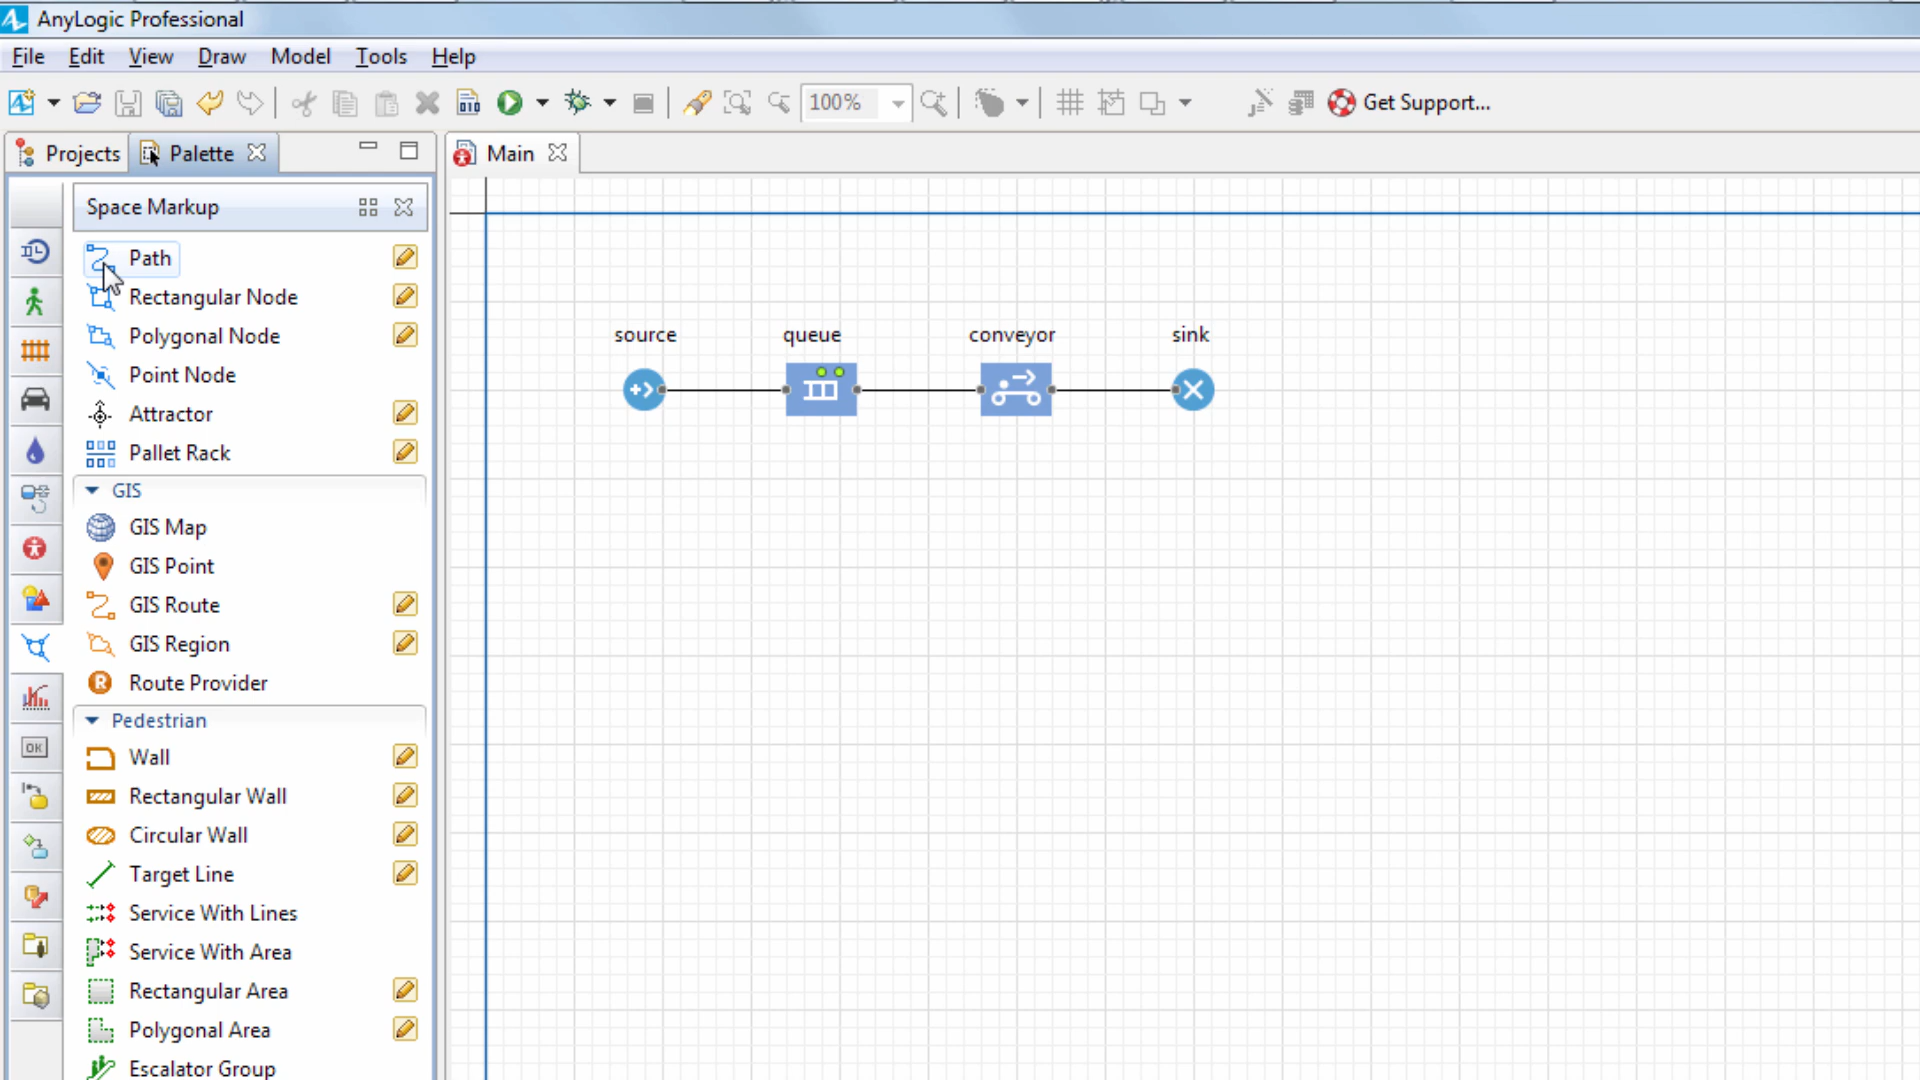 AnyLogic Professional
File Edit View Draw Model Tools Help
010 100% Get Support...
Projects Palette Main
Space Markup
Path
Rectangular Node
Polygonal Node
Point Node
Attractor
Pallet Rack
GIS
GIS Map
GIS Point
GIS Route
GIS Region
R Route Provider
Pedestrian
OK
Wall
Rectangular Wall
Circular Wall
Target Line
Service With Lines
Service With Area
Rectangular Area
Polygonal Area
Escalator Group
source queue conveyor sink